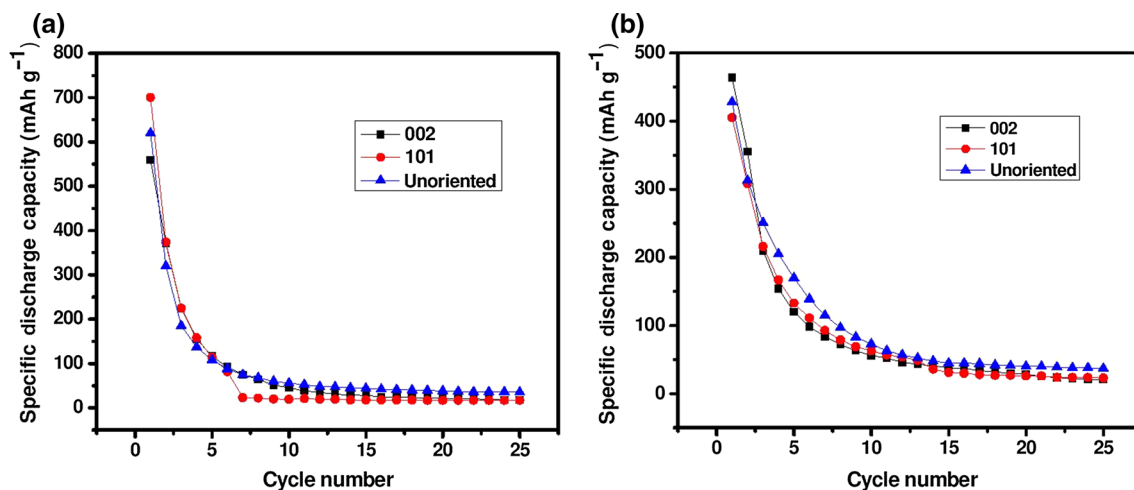 (a)
800
700
600
500
400
300
200
100
0
Specific discharge capacity (mAh g⁻¹)
002
101
Unoriented
0 5 10 15 20 25
Cycle number
(b)
500
400
300
200
100
0
Specific discharge capacity (mAh g⁻¹)
002
101
Unoriented
0 5 10 15 20 25
Cycle number